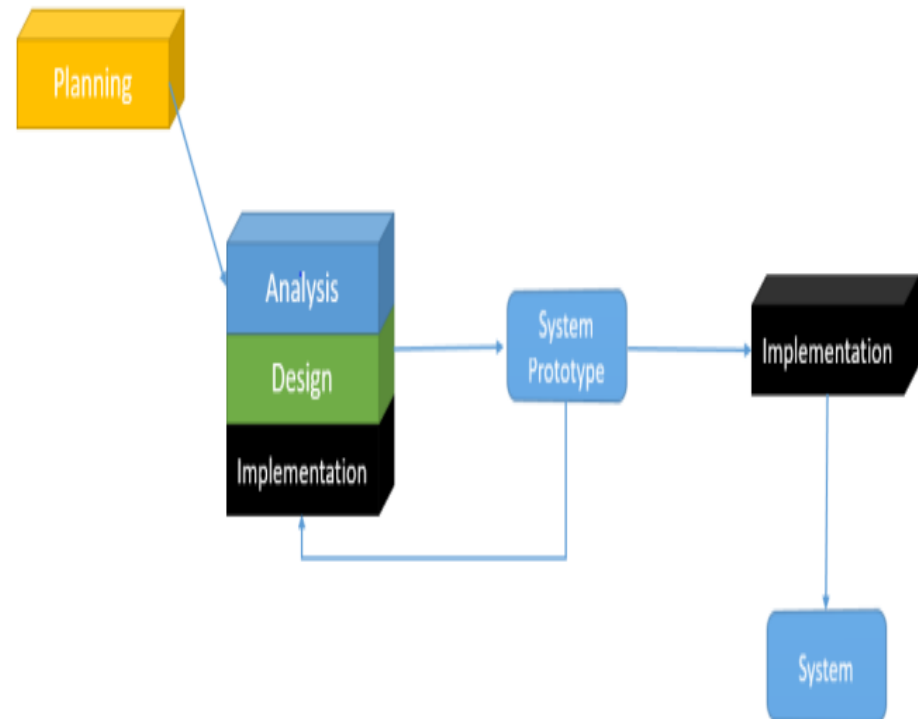 Planning
Analysis
Design
Implementation
System
Prototype
Implementation
System